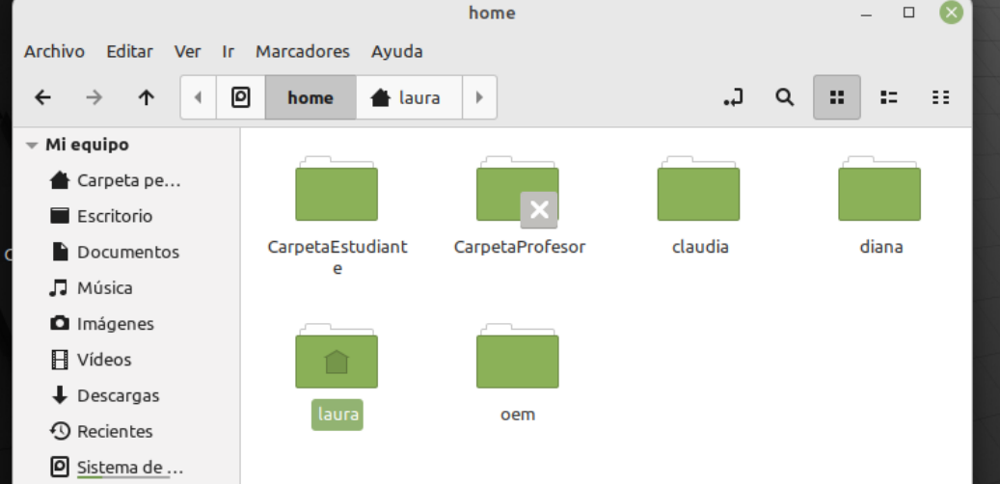 home
Archivo Editar Ver Ir Marcadores Ayuda
home laura
Mi equipo
Carpeta pe...
Escritorio
Documentos
Música
Imágenes
Vídeos
Descargas
Recientes
Sistema de ...
CarpetaEstudiant
e
CarpetaProfesor
claudia
diana
laura
oem